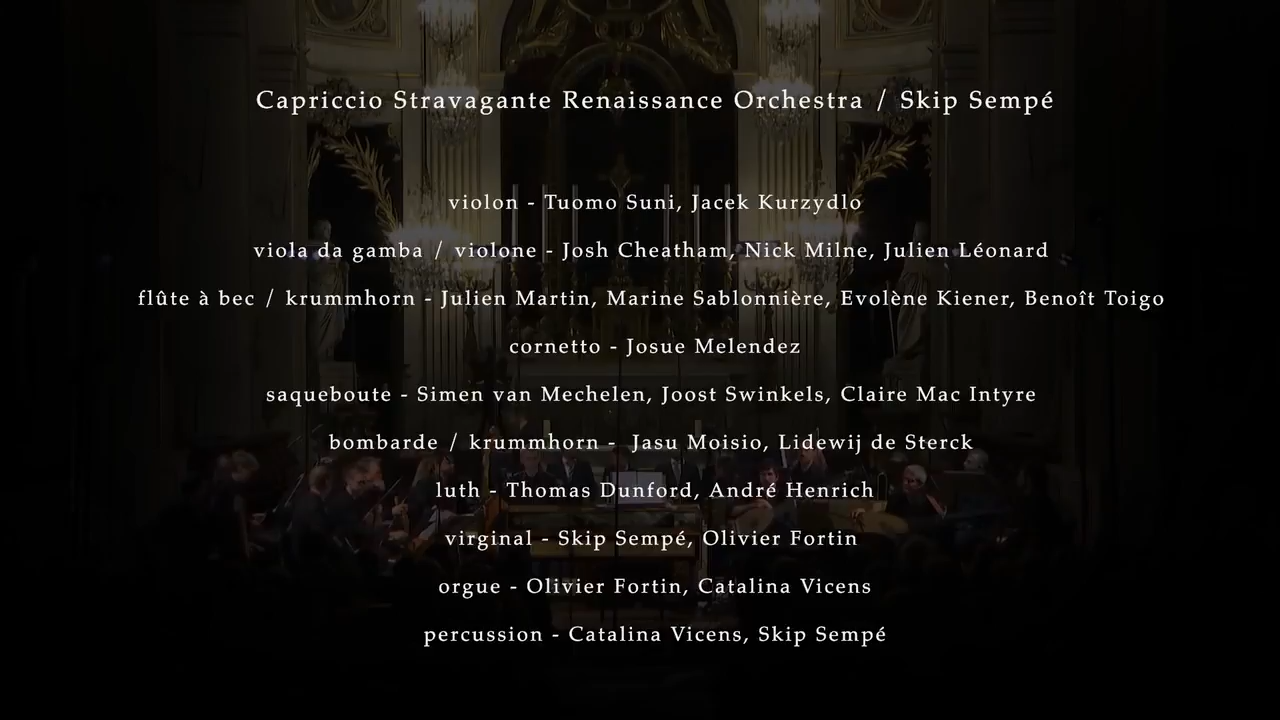 Capriccio Stravagante Renaissance Orchestra / Skip Sempé
violon - Tuomo Suni, Jacek Kurzydlo
viola da gamba / violone - Josh Cheatham, Nick Milne, Julien Léonard
flûte à bec / krummhorn - Julien Martin, Marine Sablonnière, Evolène Kiener, Benoît Toigo
cornetto - Josue Melendez
saqueboute - Simen van Mechelen, Joost Swinkels, Claire Mac Intyre
bombarde / krummhorn - Jasu Moisio, Lidewij de Sterck
luth - Thomas Dunford, André Henrich
virginal - Skip Sempé, Olivier Fortin
orgue - Olivier Fortin, Catalina Vicens
percussion - Catalina Vicens, Skip Sempé